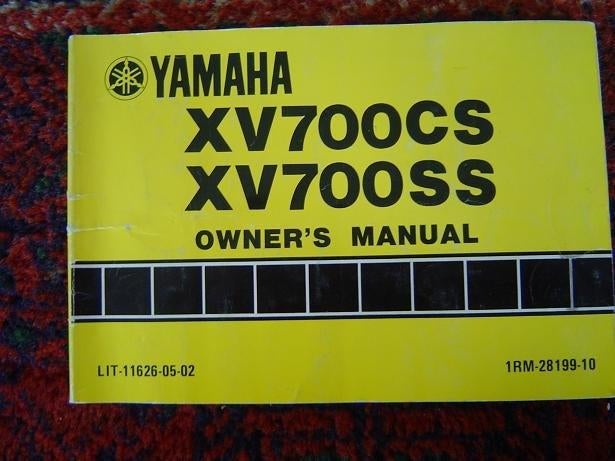 YAMAHA
XV700CS
XV700SS
OWNER'S MANUAL
LIT-11626-05-02
1RM-28199-10